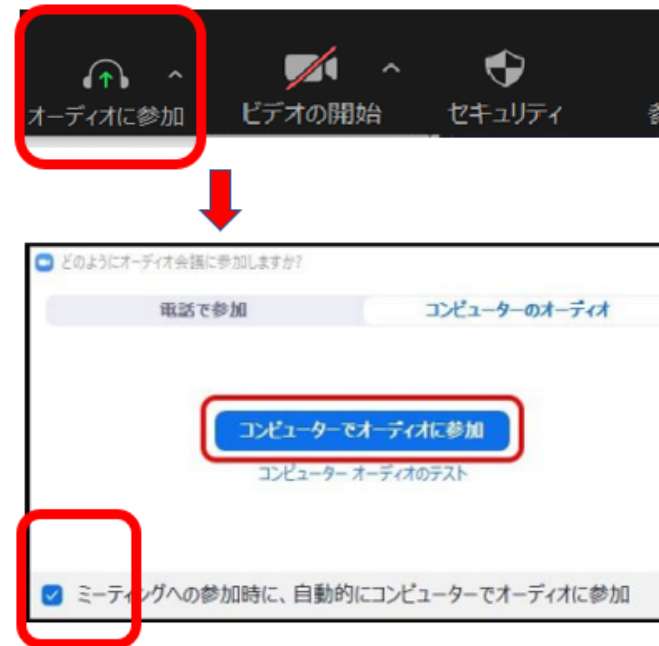 オーディオに参加 ビデオの開始 セキュリティ
どのようにオーディオ会議に参加しますか?
電話で参加 コンピューターのオーディオ
コンピューターでオーディオに参加
コンピューター オーディオのテスト
ミーティングへの参加時に、自動的にコンピューターでオーディオに参加